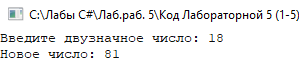 C:\Лабы C#\Лаб.раб. 5\Код Лабораторной 5 (1-5)
Введите двузначное число: 18
Новое число: 81